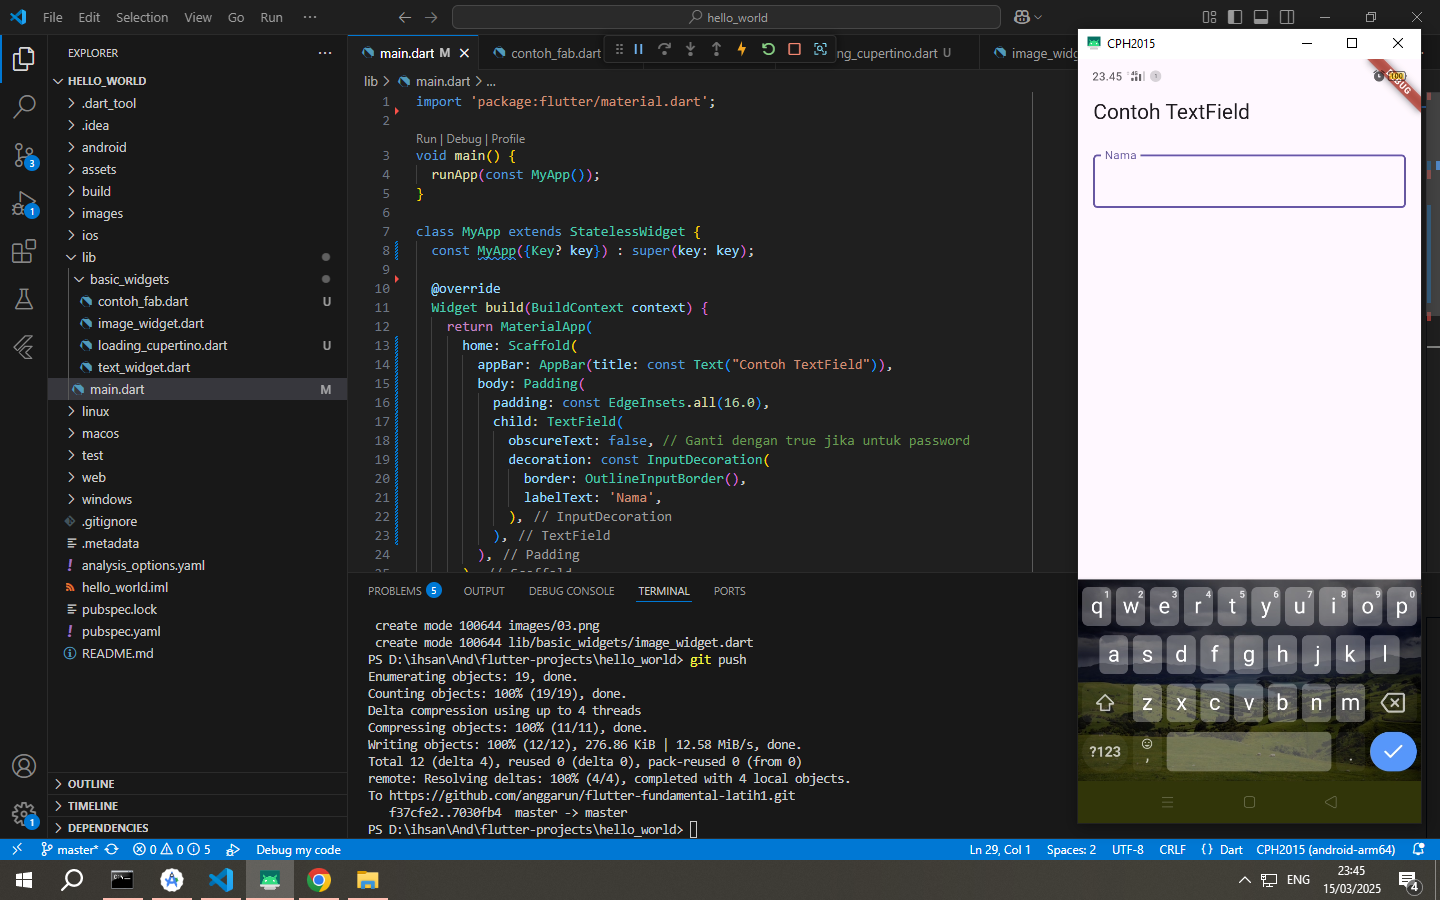 File Edit Selection View Go Run ···
hello_world
EXPLORER
HELLO_WORLD
.dart_tool
.idea
android
assets
build
images
ios
lib
basic_widgets
contoh_fab.dart U
image_widget.dart
loading_cupertino.dart U
text_widget.dart
main.dart M
linux
macos
test
web
windows
.gitignore
.metadata
analysis_options.yaml
hello_world.iml
pubspec.lock
pubspec.yaml
README.md
OUTLINE
TIMELINE
DEPENDENCIES
3
1
1
main.dart M
contoh_fab.dart
ng_cupertino.dart U
image_widg
lib > main.dart > ...
1 import 'package:flutter/material.dart';
2
Run | Debug | Profile
3 void main() {
4 runApp(const MyApp());
5 }
6
7 class MyApp extends StatelessWidget {
8 const MyApp({Key? key}) : super(key: key);
9
10 @override
11 Widget build(BuildContext context) {
12 return MaterialApp(
13 home: Scaffold(
14 appBar: AppBar(title: const Text("Contoh TextField")),
15 body: Padding(
16 padding: const EdgeInsets.all(16.0),
17 child: TextField(
18 obscureText: false, // Ganti dengan true jika untuk password
19 decoration: const InputDecoration(
20 border: OutlineInputBorder(),
21 labelText: 'Nama',
22 ), // InputDecoration
23 ), // TextField
24 ), // Padding
25 ), // Scaffold
PROBLEMS 5 OUTPUT DEBUG CONSOLE TERMINAL PORTS
create mode 100644 images/03.png
create mode 100644 lib/basic_widgets/image_widget.dart
PS D:\ihsan\And\flutter-projects\hello_world> git push
Enumerating objects: 19, done.
Counting objects: 100% (19/19), done.
Delta compression using up to 4 threads
Compressing objects: 100% (11/11), done.
Writing objects: 100% (12/12), 276.86 KiB | 12.58 MiB/s, done.
Total 12 (delta 4), reused 0 (delta 0), pack-reused 0 (from 0)
remote: Resolving deltas: 100% (4/4), completed with 4 local objects.
To https://github.com/anggarun/flutter-fundamental-latih1.git
f37cfe2..7030fb4 master -> master
PS D:\ihsan\And\flutter-projects\hello_world>
CPH2015
23.45
100
Contoh TextField
Nama
q1 w2 e3 r4 t5 y6 u7 i8 o9 p0
a s d f g h j k l
z x c v b n m
?123 , .
master* 0 0 5 Debug my code
Ln 29, Col 1 Spaces: 2 UTF-8 CRLF {} Dart CPH2015 (android-arm64)
ENG
23:45
15/03/2025
4